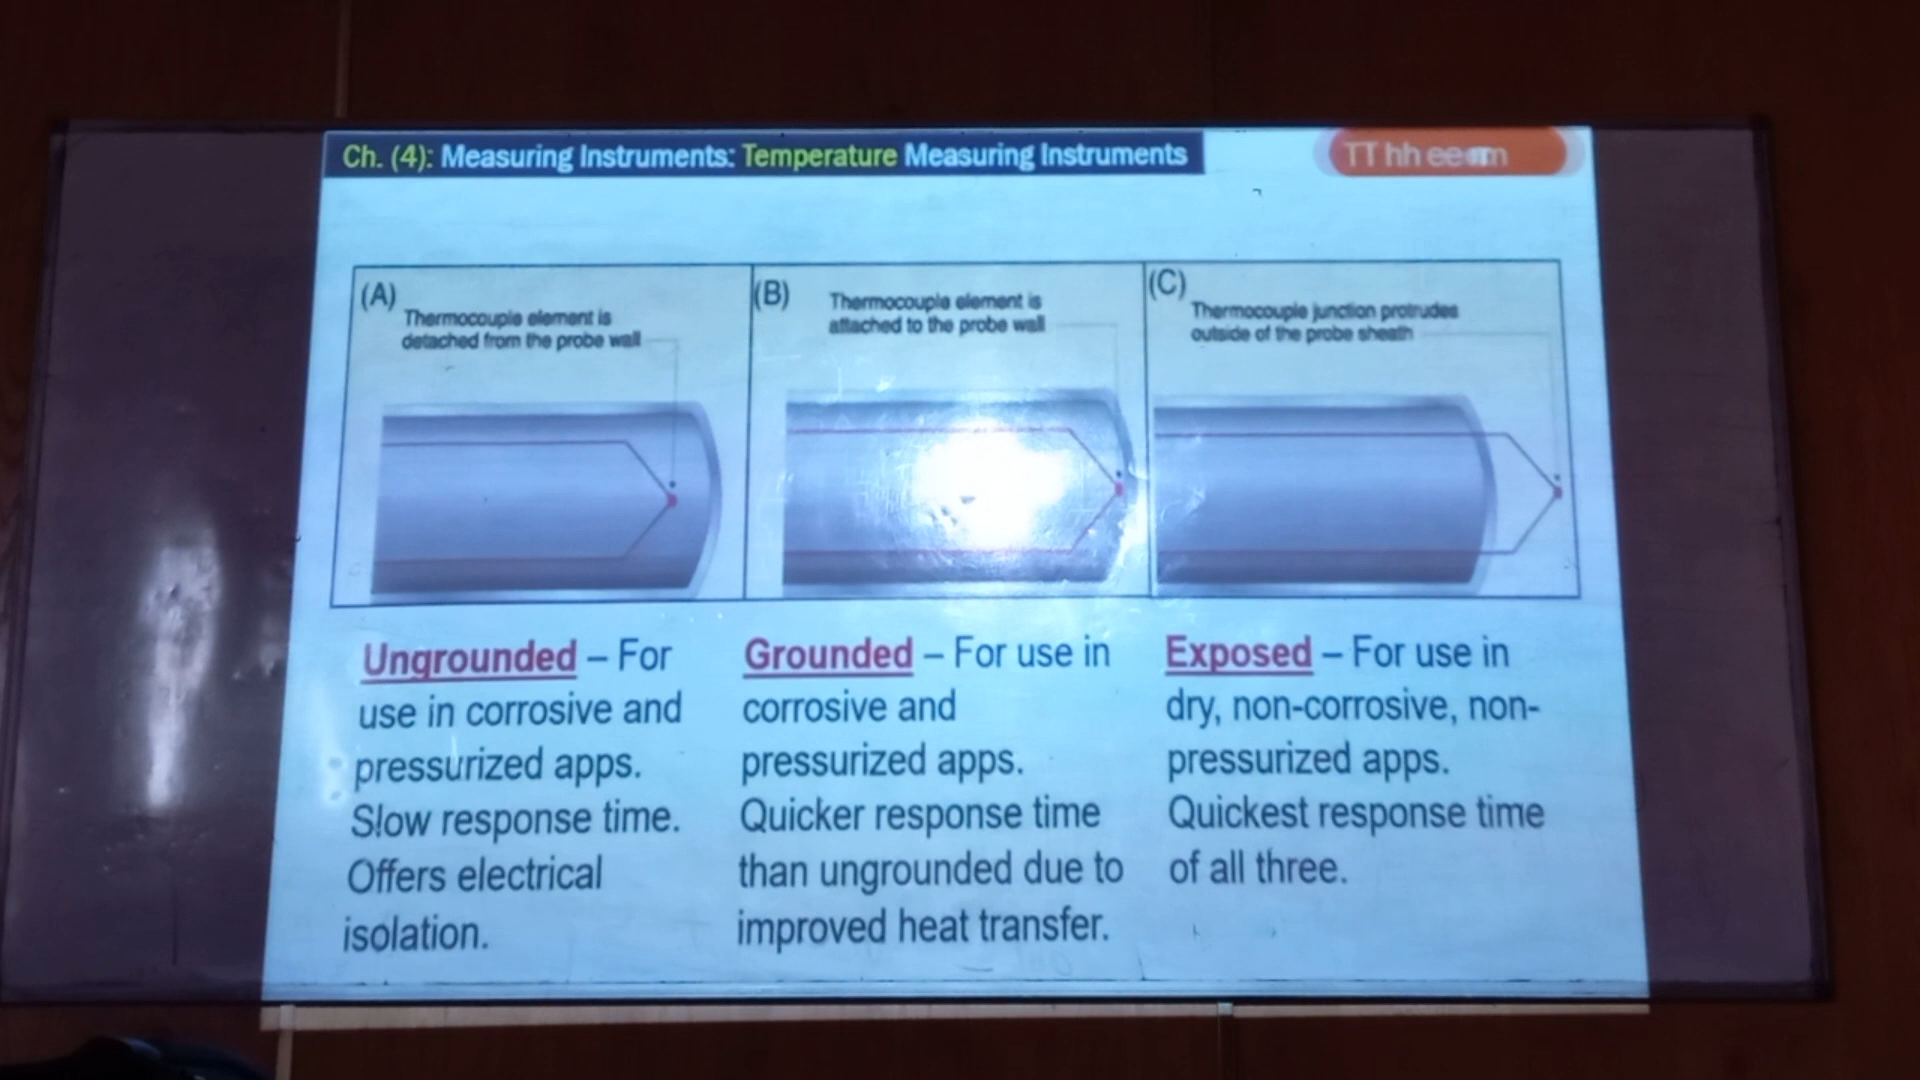 Ch. (4): Measuring Instruments: Temperature Measuring Instruments
(A)
Thermocouple element is
detached from the probe wall
(B)
Thermocouple element is
attached to the probe wall
(C)
Thermocouple junction protrudes
outside of the probe sheath
Ungrounded – For
use in corrosive and
pressurized apps.
Slow response time.
Offers electrical
isolation.
Grounded – For use in
corrosive and
pressurized apps.
Quicker response time
than ungrounded due to
improved heat transfer.
Exposed – For use in
dry, non-corrosive, non-
pressurized apps.
Quickest response time
of all three.